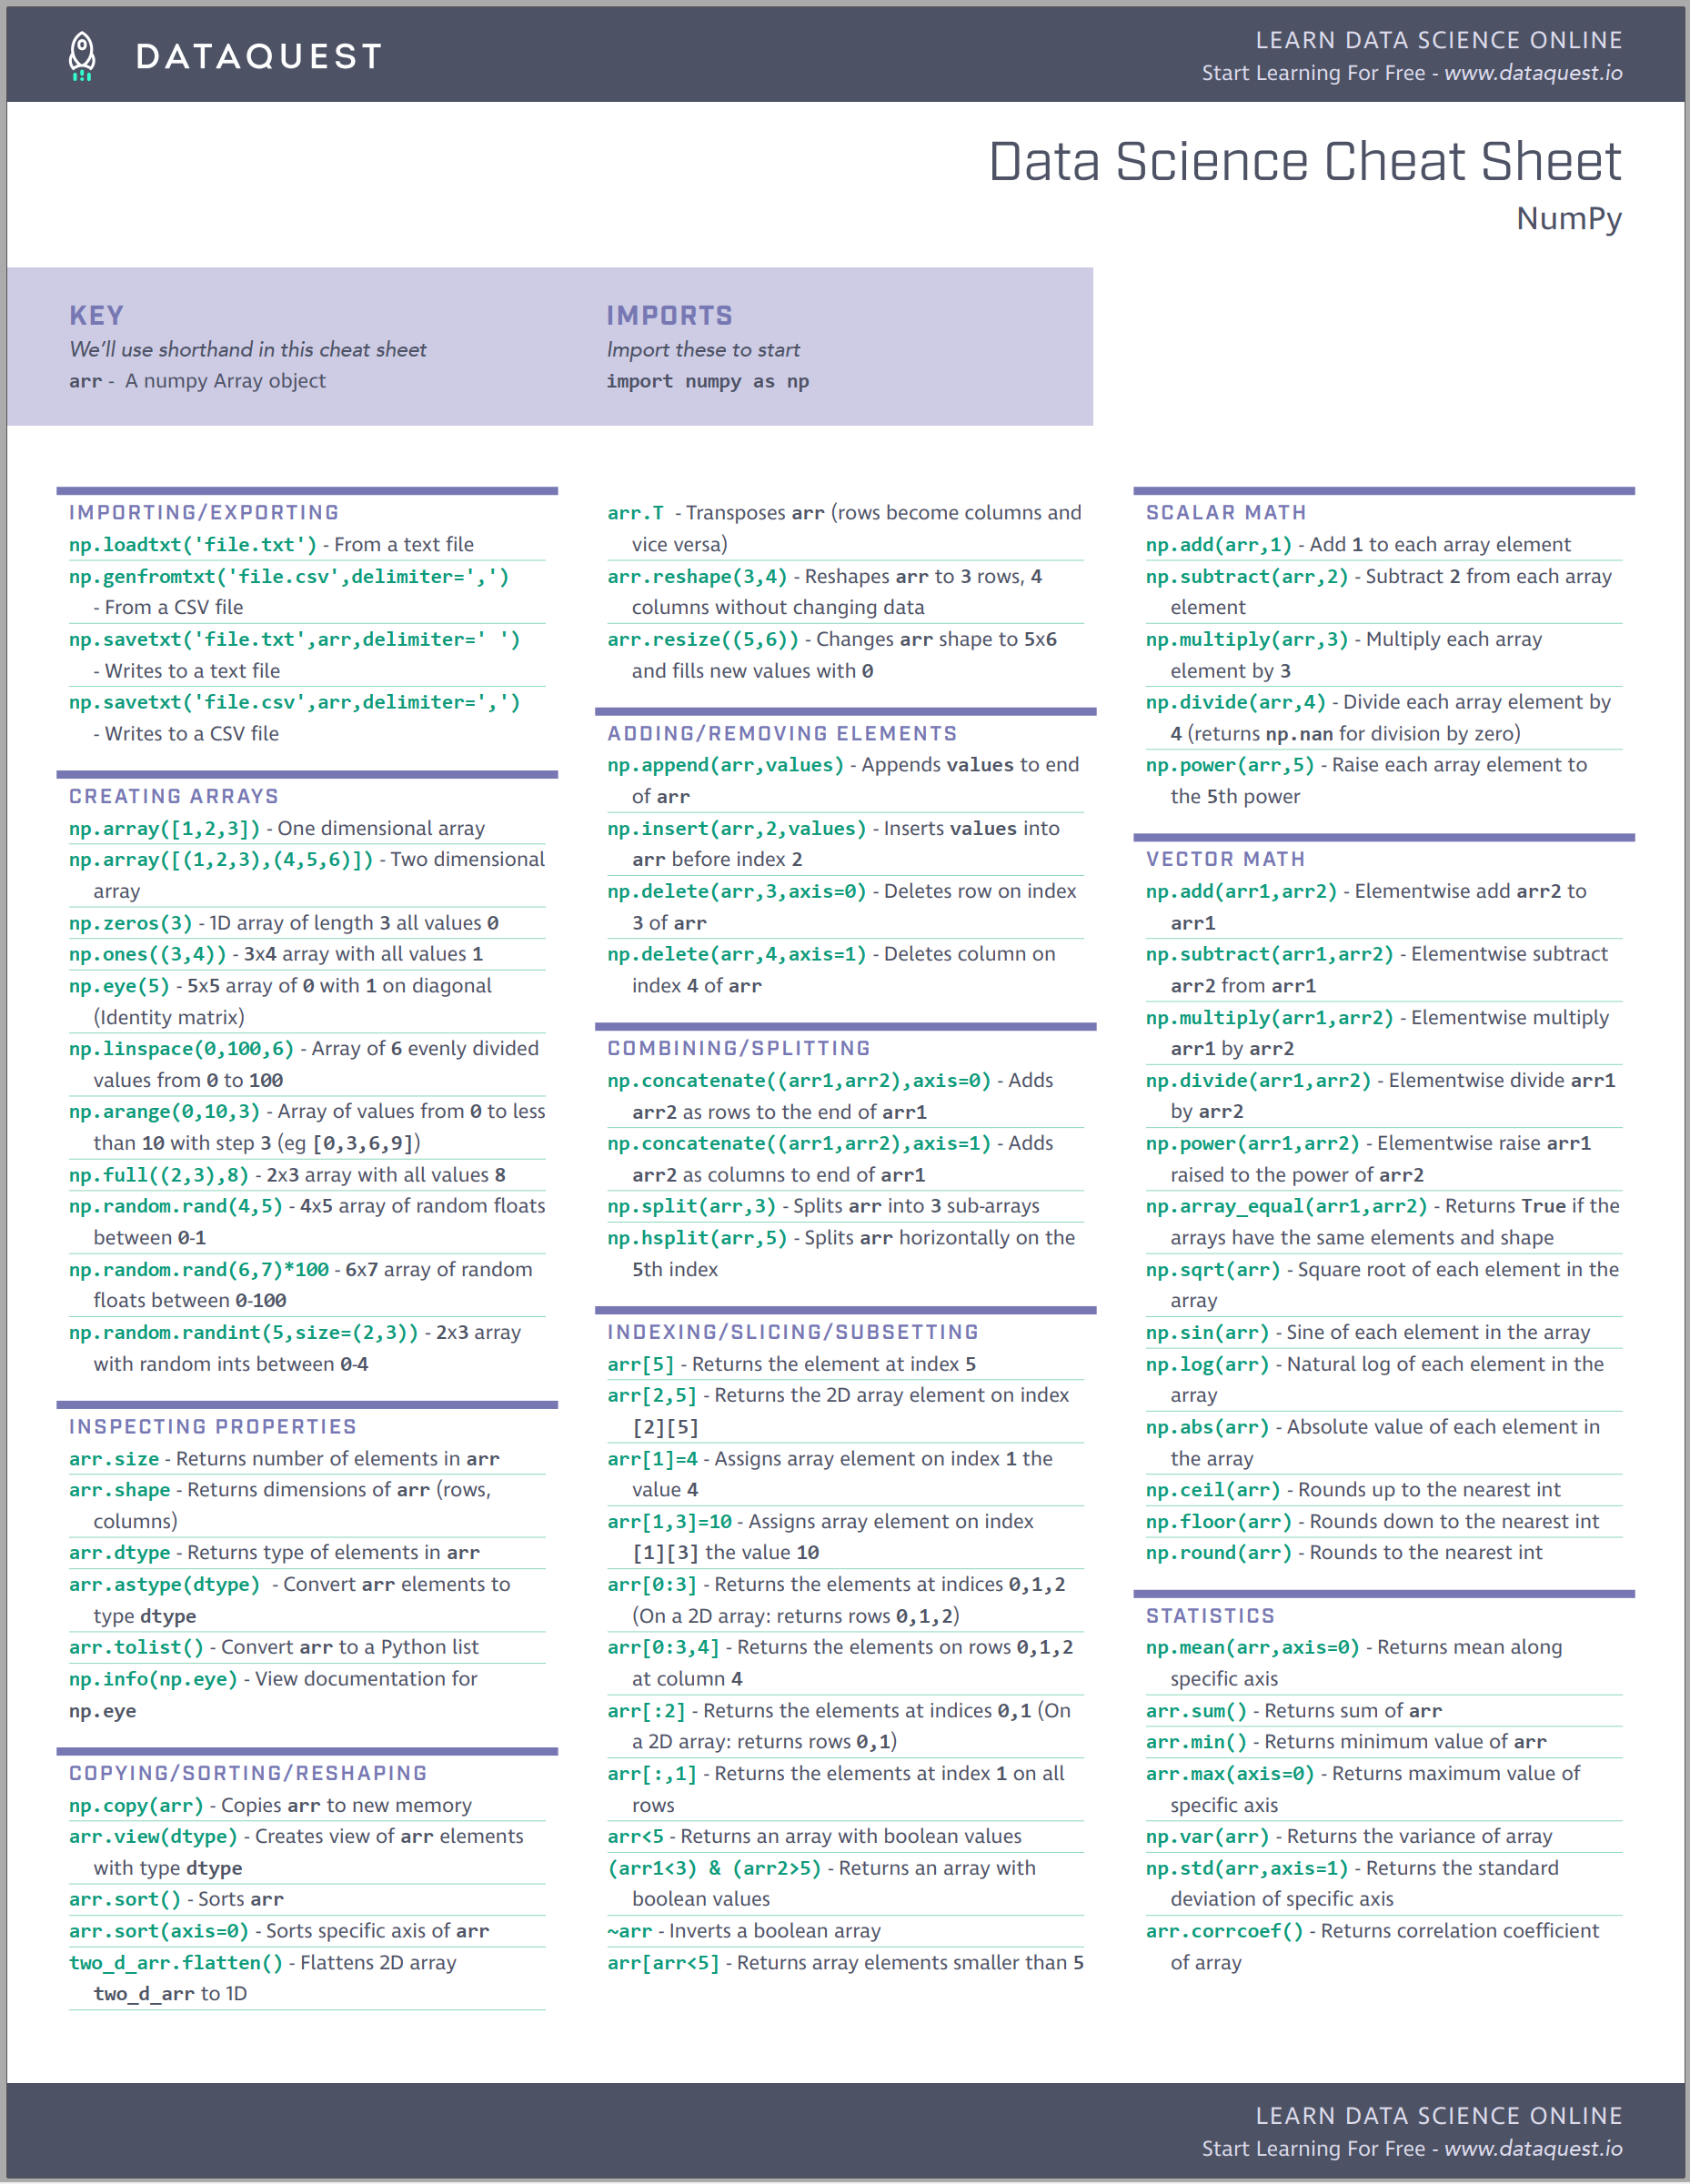 DATAQUEST
LEARN DATA SCIENCE ONLINE
Start Learning For Free - www.dataquest.io
Data Science Cheat Sheet
NumPy
KEY
We'll use shorthand in this cheat sheet
arr - A numpy Array object
IMPORTS
Import these to start
import numpy as np
IMPORTING/EXPORTING
np.loadtxt('file.txt') - From a text file
np.genfromtxt('file.csv',delimiter=',')
- From a CSV file
np.savetxt('file.txt',arr,delimiter=' ')
- Writes to a text file
np.savetxt('file.csv',arr,delimiter=',')
- Writes to a CSV file
CREATING ARRAYS
np.array([1,2,3]) - One dimensional array
np.array([(1,2,3),(4,5,6)]) - Two dimensional
array
np.zeros(3) - 1D array of length 3 all values 0
np.ones((3,4)) - 3x4 array with all values 1
np.eye(5) - 5x5 array of 0 with 1 on diagonal
(Identity matrix)
np.linspace(0,100,6) - Array of 6 evenly divided
values from 0 to 100
np.arange(0,10,3) - Array of values from 0 to less
than 10 with step 3 (eg [0,3,6,9])
np.full((2,3),8) - 2x3 array with all values 8
np.random.rand(4,5) - 4x5 array of random floats
between 0-1
np.random.rand(6,7)*100 - 6x7 array of random
floats between 0-100
np.random.randint(5,size=(2,3)) - 2x3 array
with random ints between 0-4
INSPECTING PROPERTIES
arr.size - Returns number of elements in arr
arr.shape - Returns dimensions of arr (rows,
columns)
arr.dtype - Returns type of elements in arr
arr.astype(dtype) - Convert arr elements to
type dtype
arr.tolist() - Convert arr to a Python list
np.info(np.eye) - View documentation for
np.eye
COPYING/SORTING/RESHAPING
np.copy(arr) - Copies arr to new memory
arr.view(dtype) - Creates view of arr elements
with type dtype
arr.sort() - Sorts arr
arr.sort(axis=0) - Sorts specific axis of arr
two_d_arr.flatten() - Flattens 2D array
two_d_arr to 1D
arr.T - Transposes arr (rows become columns and
vice versa)
arr.reshape(3,4) - Reshapes arr to 3 rows, 4
columns without changing data
arr.resize((5,6)) - Changes arr shape to 5x6
and fills new values with 0
ADDING/REMOVING ELEMENTS
np.append(arr,values) - Appends values to end
of arr
np.insert(arr,2,values) - Inserts values into
arr before index 2
np.delete(arr,3,axis=0) - Deletes row on index
3 of arr
np.delete(arr,4,axis=1) - Deletes column on
index 4 of arr
COMBINING/SPLITTING
np.concatenate((arr1,arr2),axis=0) - Adds
arr2 as rows to the end of arr1
np.concatenate((arr1,arr2),axis=1) - Adds
arr2 as columns to end of arr1
np.split(arr,3) - Splits arr into 3 sub-arrays
np.hsplit(arr,5) - Splits arr horizontally on the
5th index
INDEXING/SLICING/SUBSETTING
arr[5] - Returns the element at index 5
arr[2,5] - Returns the 2D array element on index
[2][5]
arr[1]=4 - Assigns array element on index 1 the
value 4
arr[1,3]=10 - Assigns array element on index
[1][3] the value 10
arr[0:3] - Returns the elements at indices 0,1,2
(On a 2D array: returns rows 0,1,2)
arr[0:3,4] - Returns the elements on rows 0,1,2
at column 4
arr[:2] - Returns the elements at indices 0,1 (On
a 2D array: returns rows 0,1)
arr[:,1] - Returns the elements at index 1 on all
rows
arr<5 - Returns an array with boolean values
(arr1<3) & (arr2>5) - Returns an array with
boolean values
~arr - Inverts a boolean array
arr[arr<5] - Returns array elements smaller than 5
SCALAR MATH
np.add(arr,1) - Add 1 to each array element
np.subtract(arr,2) - Subtract 2 from each array
element
np.multiply(arr,3) - Multiply each array
element by 3
np.divide(arr,4) - Divide each array element by
4 (returns np.nan for division by zero)
np.power(arr,5) - Raise each array element to
the 5th power
VECTOR MATH
np.add(arr1,arr2) - Elementwise add arr2 to
arr1
np.subtract(arr1,arr2) - Elementwise subtract
arr2 from arr1
np.multiply(arr1,arr2) - Elementwise multiply
arr1 by arr2
np.divide(arr1,arr2) - Elementwise divide arr1
by arr2
np.power(arr1,arr2) - Elementwise raise arr1
raised to the power of arr2
np.array_equal(arr1,arr2) - Returns True if the
arrays have the same elements and shape
np.sqrt(arr) - Square root of each element in the
array
np.sin(arr) - Sine of each element in the array
np.log(arr) - Natural log of each element in the
array
np.abs(arr) - Absolute value of each element in
the array
np.ceil(arr) - Rounds up to the nearest int
np.floor(arr) - Rounds down to the nearest int
np.round(arr) - Rounds to the nearest int
STATISTICS
np.mean(arr,axis=0) - Returns mean along
specific axis
arr.sum() - Returns sum of arr
arr.min() - Returns minimum value of arr
arr.max(axis=0) - Returns maximum value of
specific axis
np.var(arr) - Returns the variance of array
np.std(arr,axis=1) - Returns the standard
deviation of specific axis
arr.corrcoef() - Returns correlation coefficient
of array
LEARN DATA SCIENCE ONLINE
Start Learning For Free - www.dataquest.io